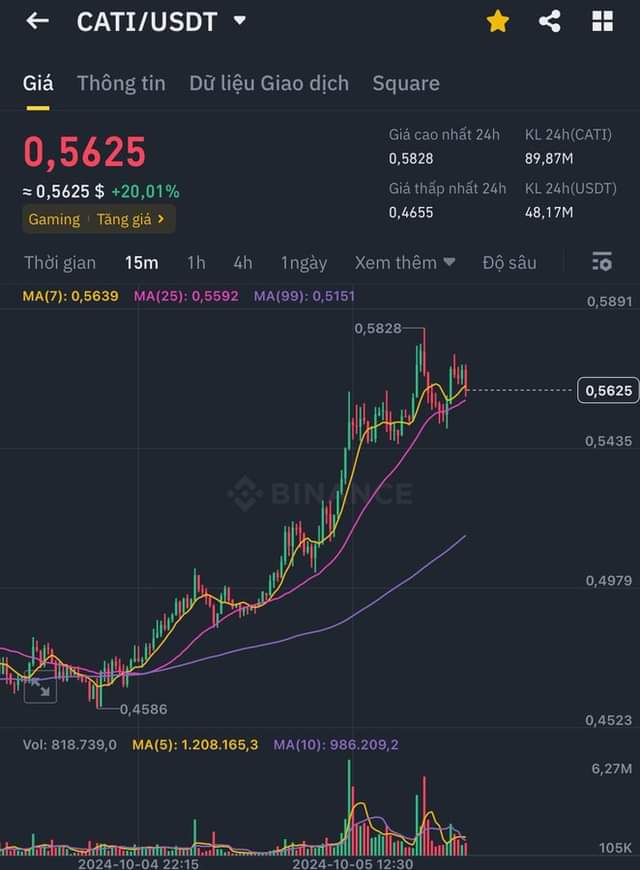 CATI/USDT
Giá Thông tin Dữ liệu Giao dịch Square
0,5625
≈ 0,5625 $ +20,01%
Gaming Tăng giá
Giá cao nhất 24h KL 24h(CATI)
0,5828 89,87M
Giá thấp nhất 24h KL 24h(USDT)
0,4655 48,17M
Thời gian 15m 1h 4h 1ngày Xem thêm Độ sâu
MA(7): 0,5639 MA(25): 0,5592 MA(99): 0,5151
0,5891
0,5828
0,5625
0,5435
BINANCE
0,4979
0,4586
0,4523
Vol: 818.739,0 MA(5): 1.208.165,3 MA(10): 986.209,2
6,27M
105K
2024-10-04 22:15 2024-10-05 12:30